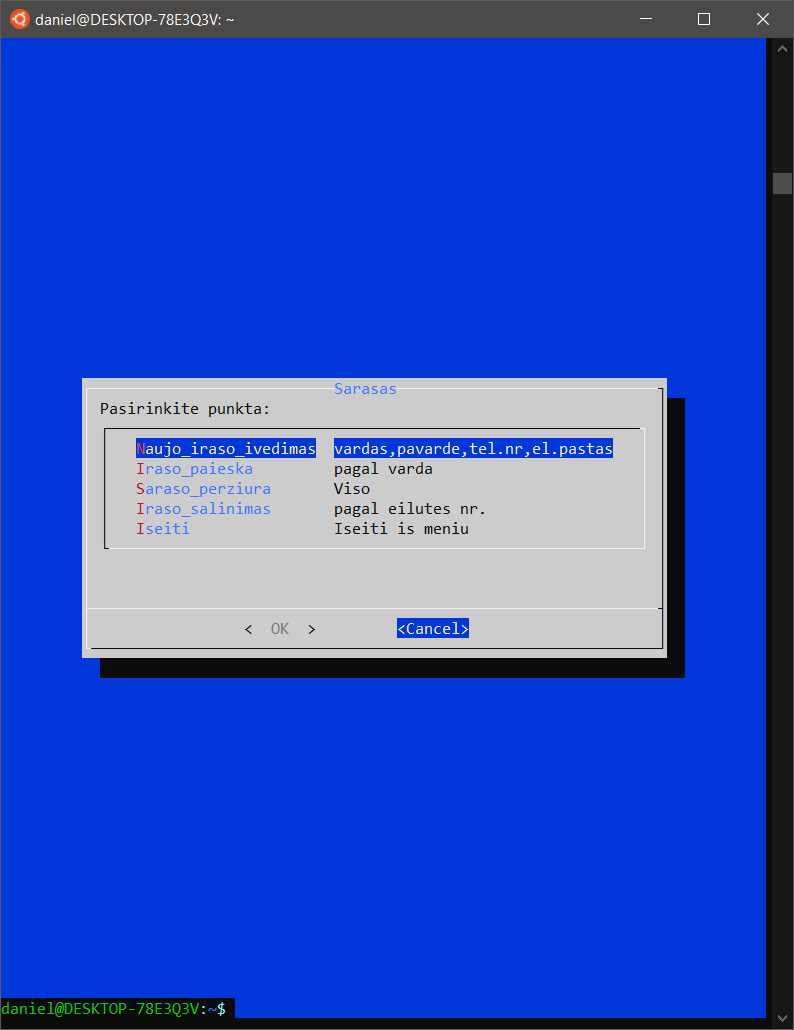 daniel@DESKTOP-78E3Q3V: ~
Sarasas
Pasirinkite punkta:
Naujo_iraso_ivedimas vardas,pavarde,tel.nr,el.pastas
Iraso_paieska pagal varda
Saraso_perziura Viso
Iraso_salinimas pagal eilutes nr.
Iseiti Iseiti is meniu
< OK > <Cancel>
daniel@DESKTOP-78E3Q3V:~$